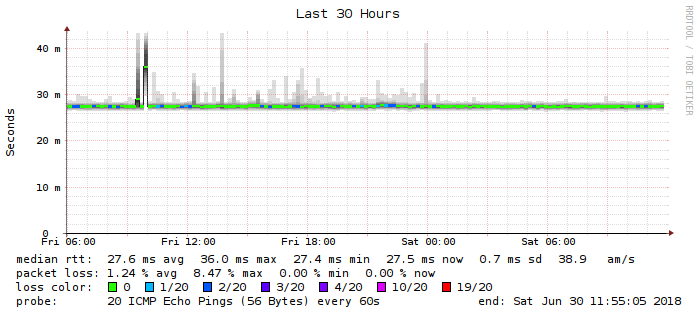 Last 30 Hours
RRDTOOL / TOBI OETIKER
Seconds
40 m
30 m
20 m
10 m
0
Fri 06:00 Fri 12:00 Fri 18:00 Sat 00:00 Sat 06:00
median rtt: 27.6 ms avg 36.0 ms max 27.4 ms min 27.5 ms now 0.7 ms sd 38.9 am/s
packet loss: 1.24 % avg 8.47 % max 0.00 % min 0.00 % now
loss color: 0 1/20 2/20 3/20 4/20 10/20 19/20
probe: 20 ICMP Echo Pings (56 Bytes) every 60s end: Sat Jun 30 11:55:05 2018